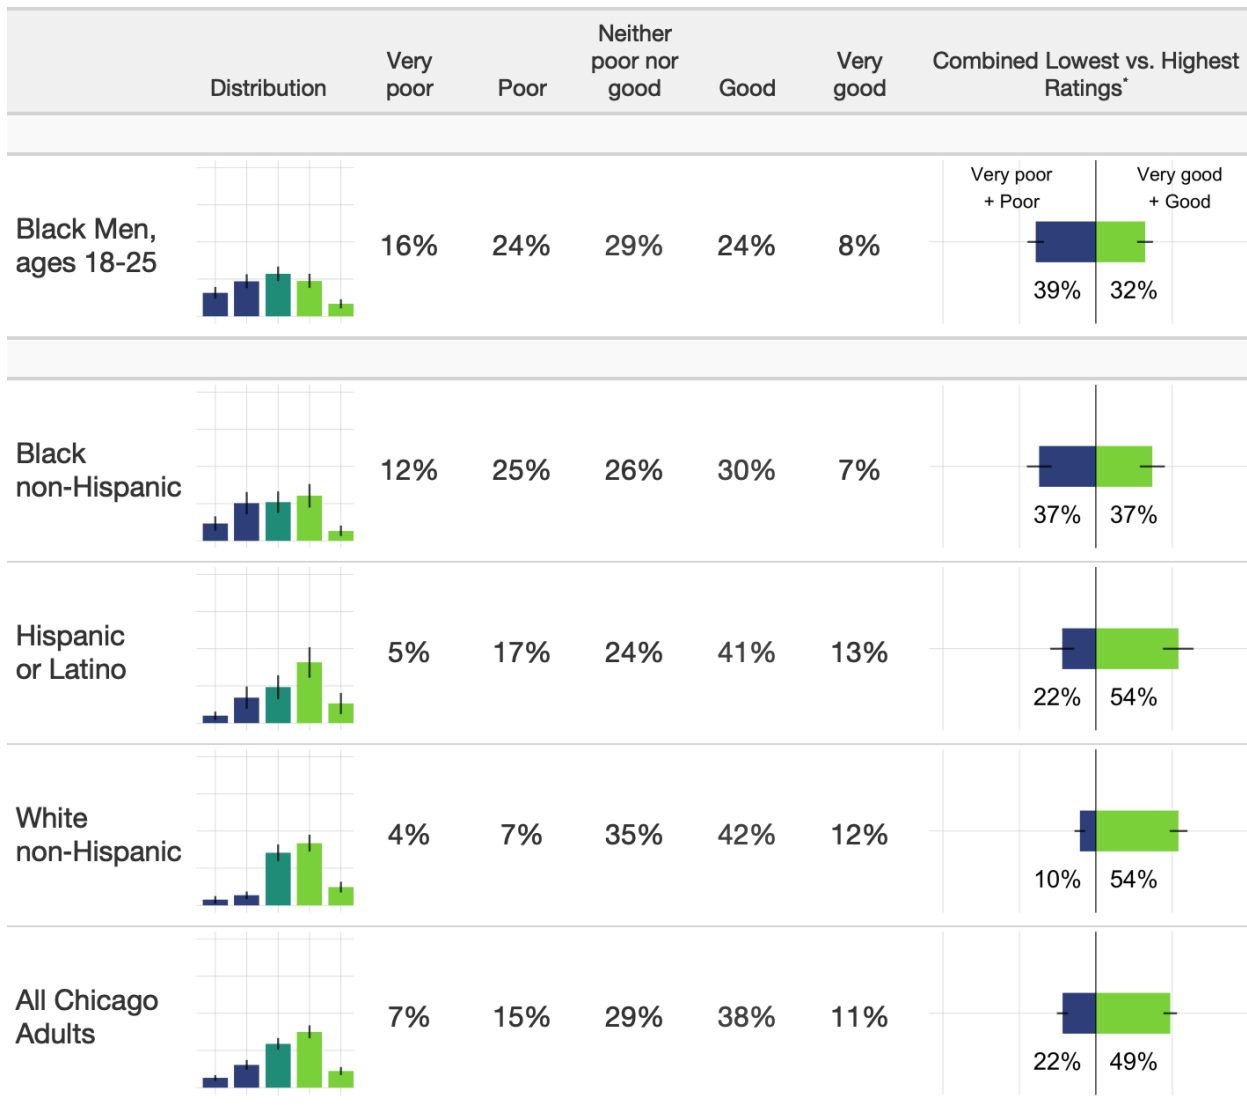 Distribution
Very
poor
Poor
Neither
poor nor
good
Good
Very
good
Combined Lowest vs. Highest
Ratings*
Black Men,
ages 18-25
16%
24%
29%
24%
8%
Very poor
+ Poor
Very good
+ Good
39%
32%
Black
non-Hispanic
12%
25%
26%
30%
7%
37%
37%
Hispanic
or Latino
5%
17%
24%
41%
13%
22%
54%
White
non-Hispanic
4%
7%
35%
42%
12%
10%
54%
All Chicago
Adults
7%
15%
29%
38%
11%
22%
49%